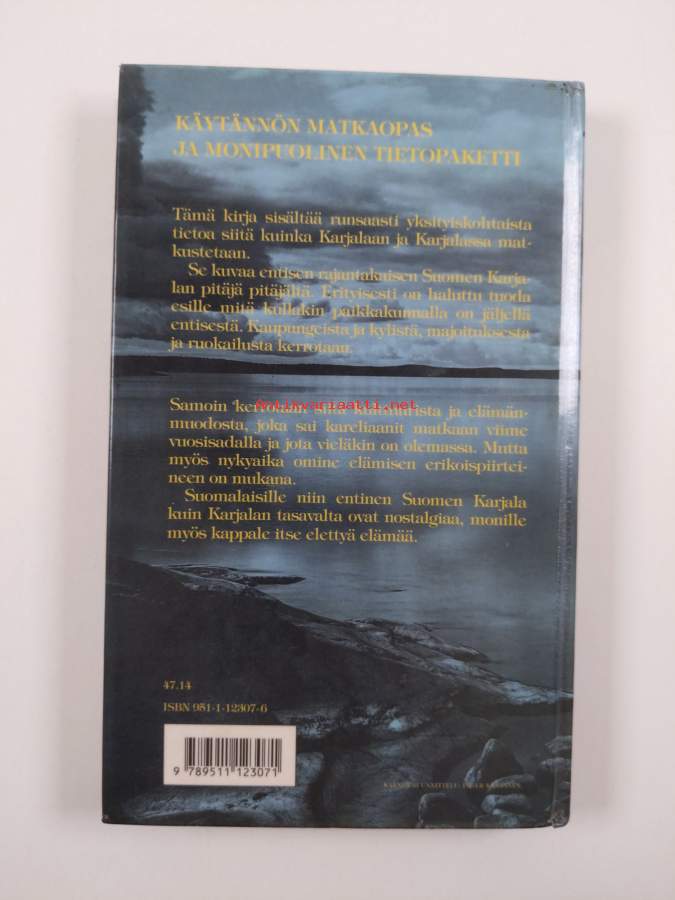 KÄYTÄNNÖN MATKAOPAS
JA MONIPUOLINEN TIETOPAKETTI
Tämä kirja sisältää runsaasti yksityiskohtaista
tietoa siitä kuinka Karjalaan ja Karjalassa mat-
kustetaan.
Se kuvaa entisen rajantakaisen Suomen Karja-
lan pitäjä pitäjältä. Erityisesti on haluttu tuoda
esille mitä kullakin paikkakunnalla on jäljellä
entisestä. Kaupungeista ja kylistä, majoituksesta
ja ruokailusta kerrotaan.
antikvariaatti.net
Samoin kerrotaan siitä kulttuurista ja elämän-
muodosta, joka sai kareliaanit matkaan viime
vuosisadalla ja jota vieläkin on olemassa. Mutta
myös nykyaika omine elämisen erikoispiirtei-
neen on mukana.
Suomalaisille niin entinen Suomen Karjala
kuin Karjalan tasavalta ovat nostalgiaa, monille
myös kappale itse elettyä elämää.
47.14
ISBN 951-1-12307-6
9 789511 123071